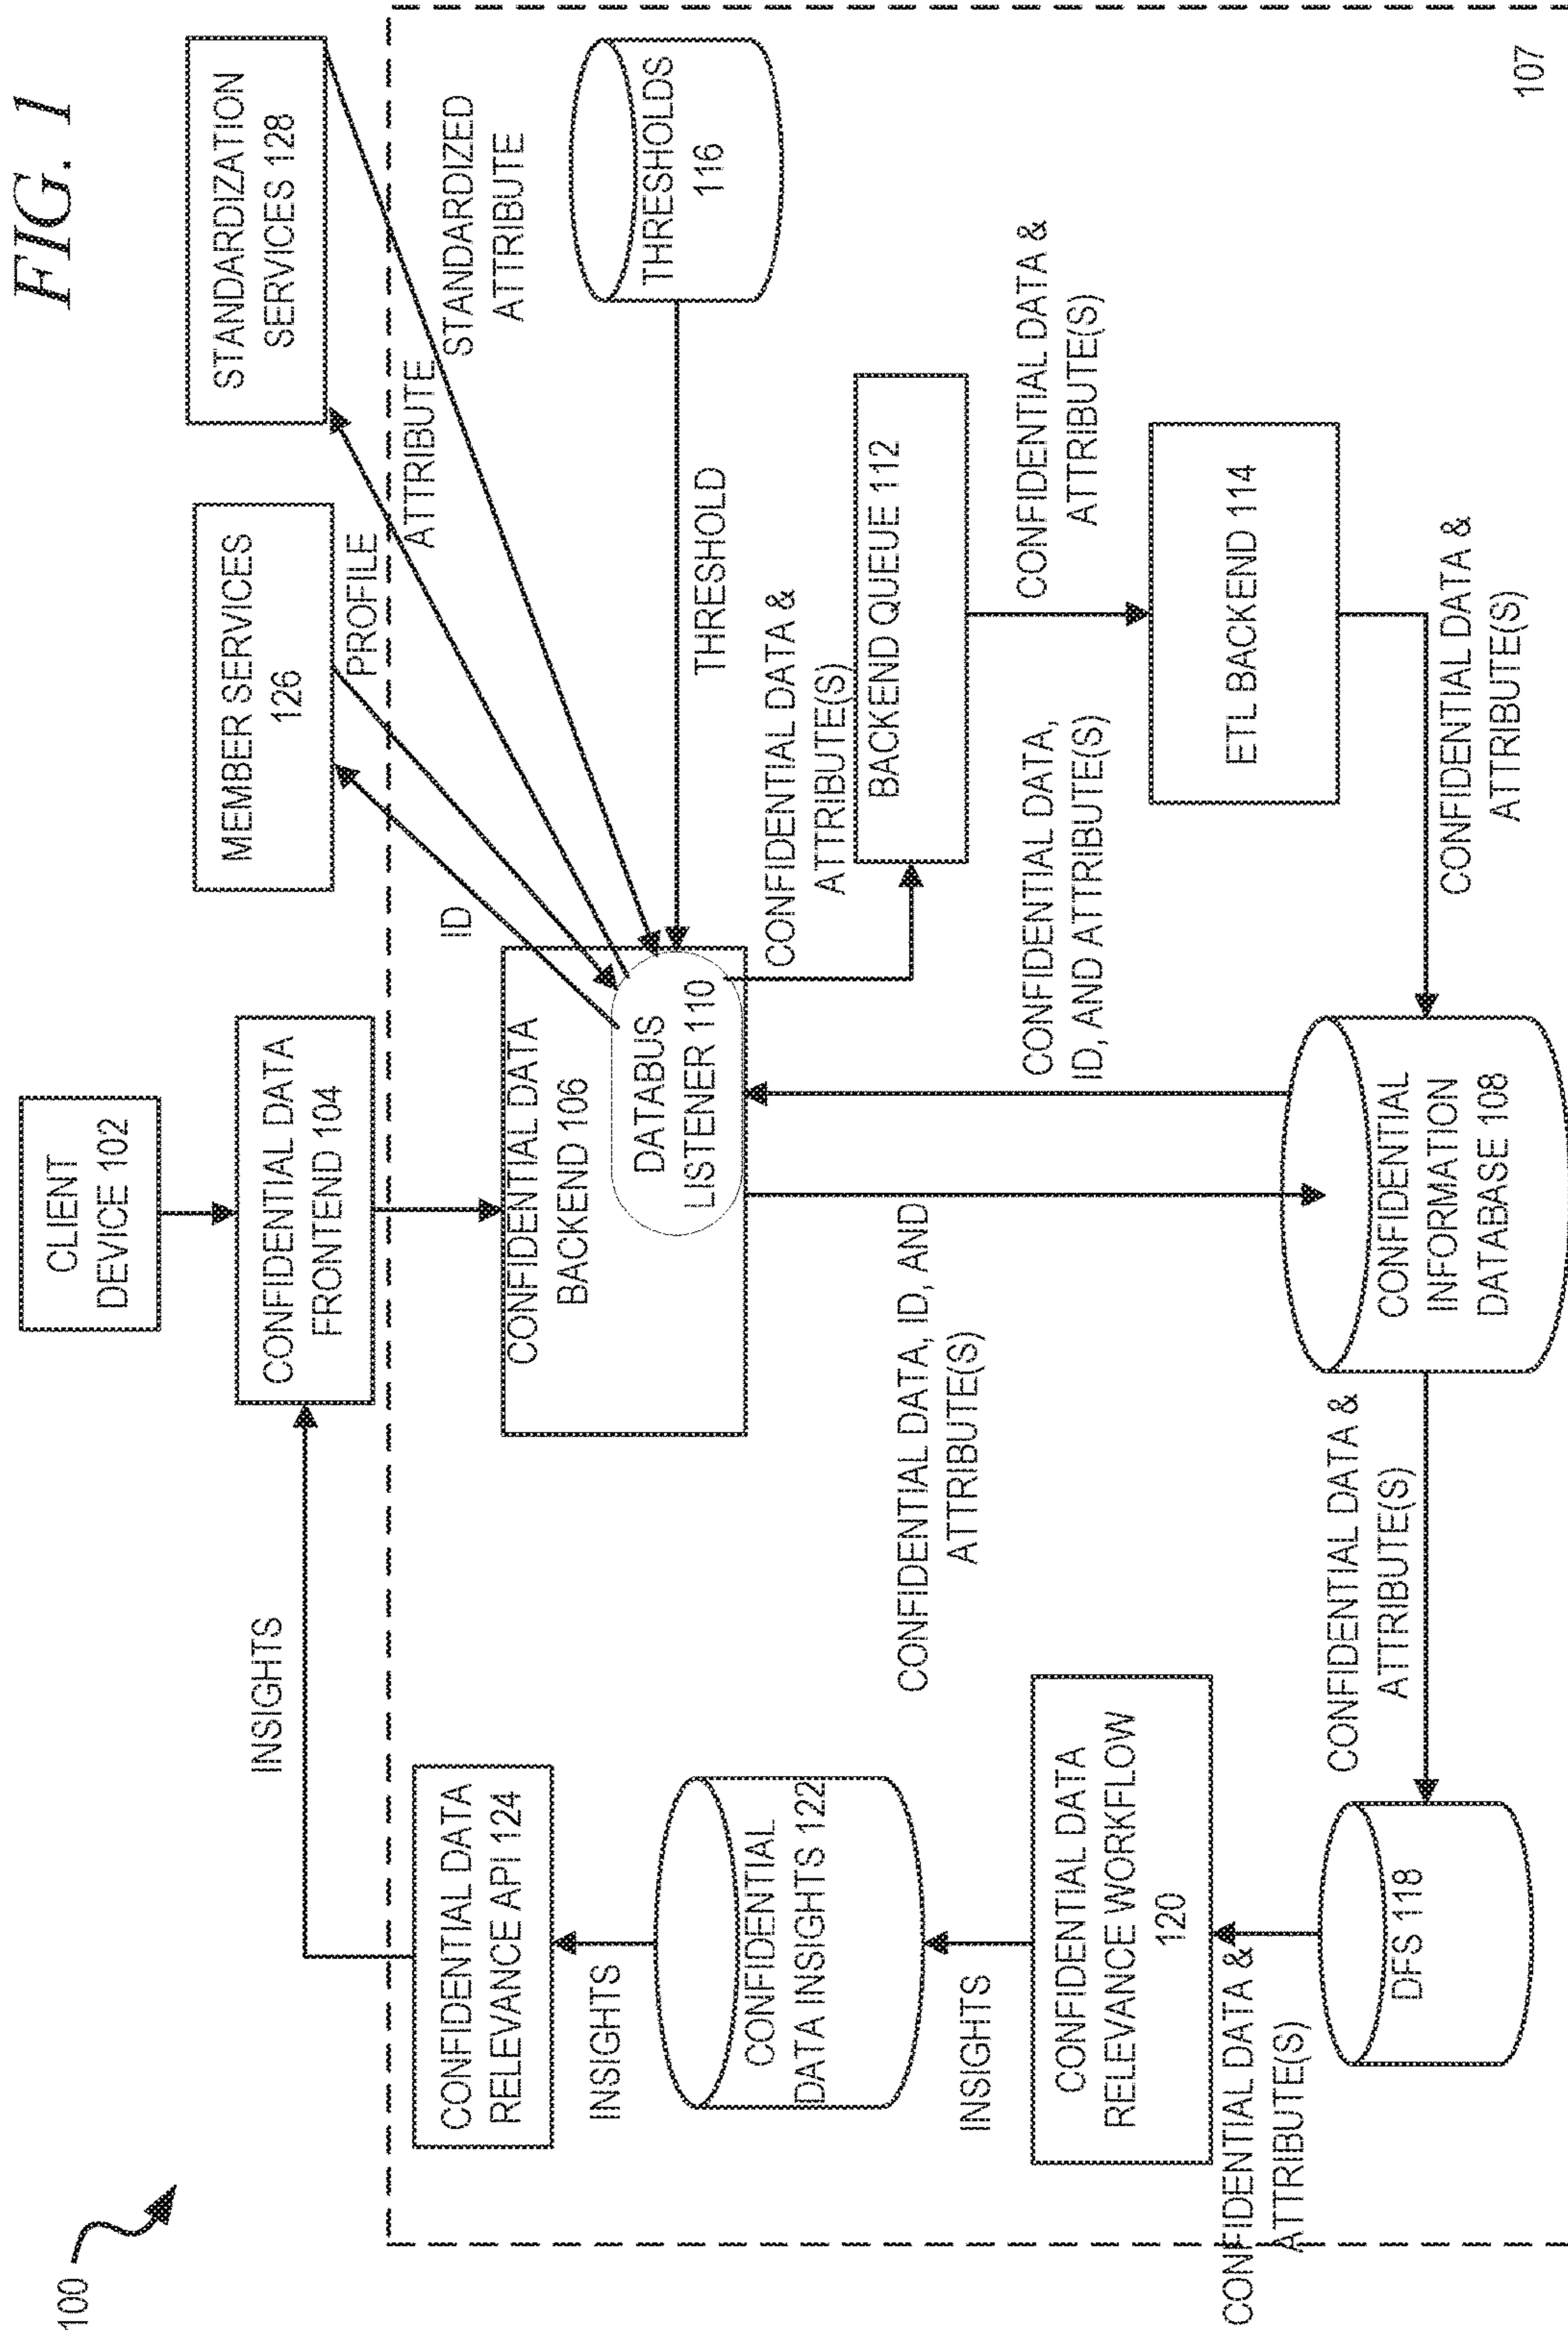 FIG. 1
100
CLIENT
DEVICE 102
CONFIDENTIAL DATA
FRONTEND 104
MEMBER SERVICES
126
STANDARDIZATION
SERVICES 128
INSIGHTS
ID
PROFILE
ATTRIBUTE
STANDARDIZED
ATTRIBUTE
CONFIDENTIAL DATA
RELEVANCE API 124
CONFIDENTIAL DATA
BACKEND 106
DATABUS
LISTENER 110
THRESHOLD
THRESHOLDS
116
INSIGHTS
CONFIDENTIAL
DATA INSIGHTS 122
CONFIDENTIAL DATA &
ATTRIBUTE(S)
BACKEND QUEUE 112
INSIGHTS
CONFIDENTIAL DATA, ID, AND
ATTRIBUTE(S)
CONFIDENTIAL DATA,
ID, AND ATTRIBUTE(S)
CONFIDENTIAL DATA &
ATTRIBUTE(S)
CONFIDENTIAL DATA
RELEVANCE WORKFLOW
120
ETL BACKEND 114
CONFIDENTIAL DATA &
ATTRIBUTE(S)
DFS 118
CONFIDENTIAL DATA &
ATTRIBUTE(S)
CONFIDENTIAL
INFORMATION
DATABASE 108
CONFIDENTIAL DATA &
ATTRIBUTE(S)
107